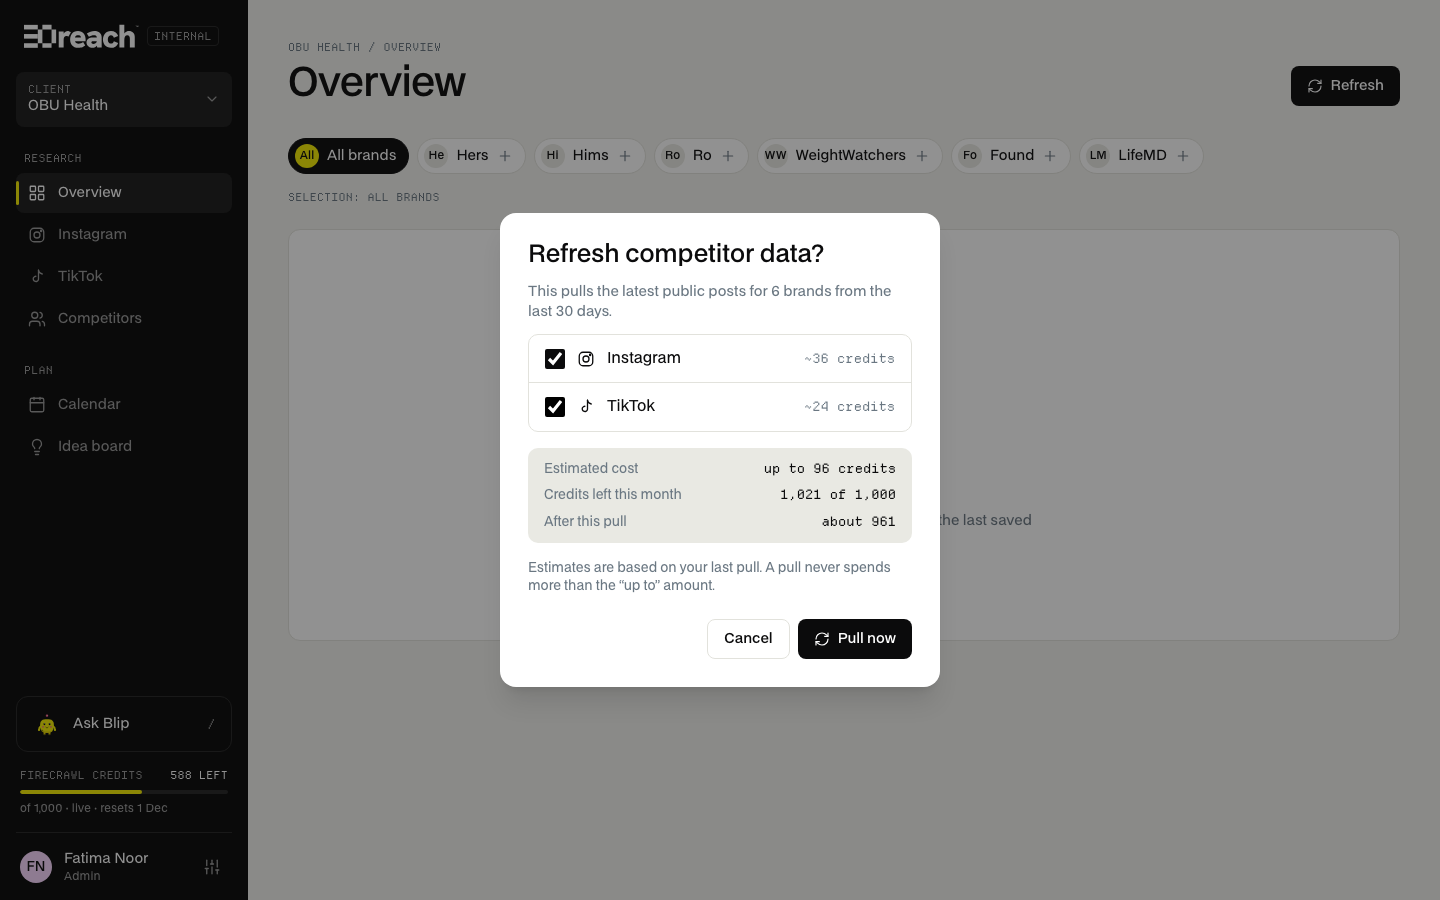 reach
INTERNAL
CLIENT
OBU Health
RESEARCH
Overview
Instagram
TikTok
Competitors
PLAN
Calendar
Idea board
Ask Blip /
FIRECRAWL CREDITS 588 LEFT
of 1,000 · live · resets 1 Dec
FN
Fatima Noor
Admin
OBU HEALTH / OVERVIEW
Overview
Refresh
All All brands
He Hers +
HI Hims +
Ro Ro +
WW WeightWatchers +
Fo Found +
LM LifeMD +
SELECTION: ALL BRANDS
the last saved
Refresh competitor data?
This pulls the latest public posts for 6 brands from the
last 30 days.
Instagram ~36 credits
TikTok ~24 credits
Estimated cost up to 96 credits
Credits left this month 1,021 of 1,000
After this pull about 961
Estimates are based on your last pull. A pull never spends
more than the “up to” amount.
Cancel
Pull now